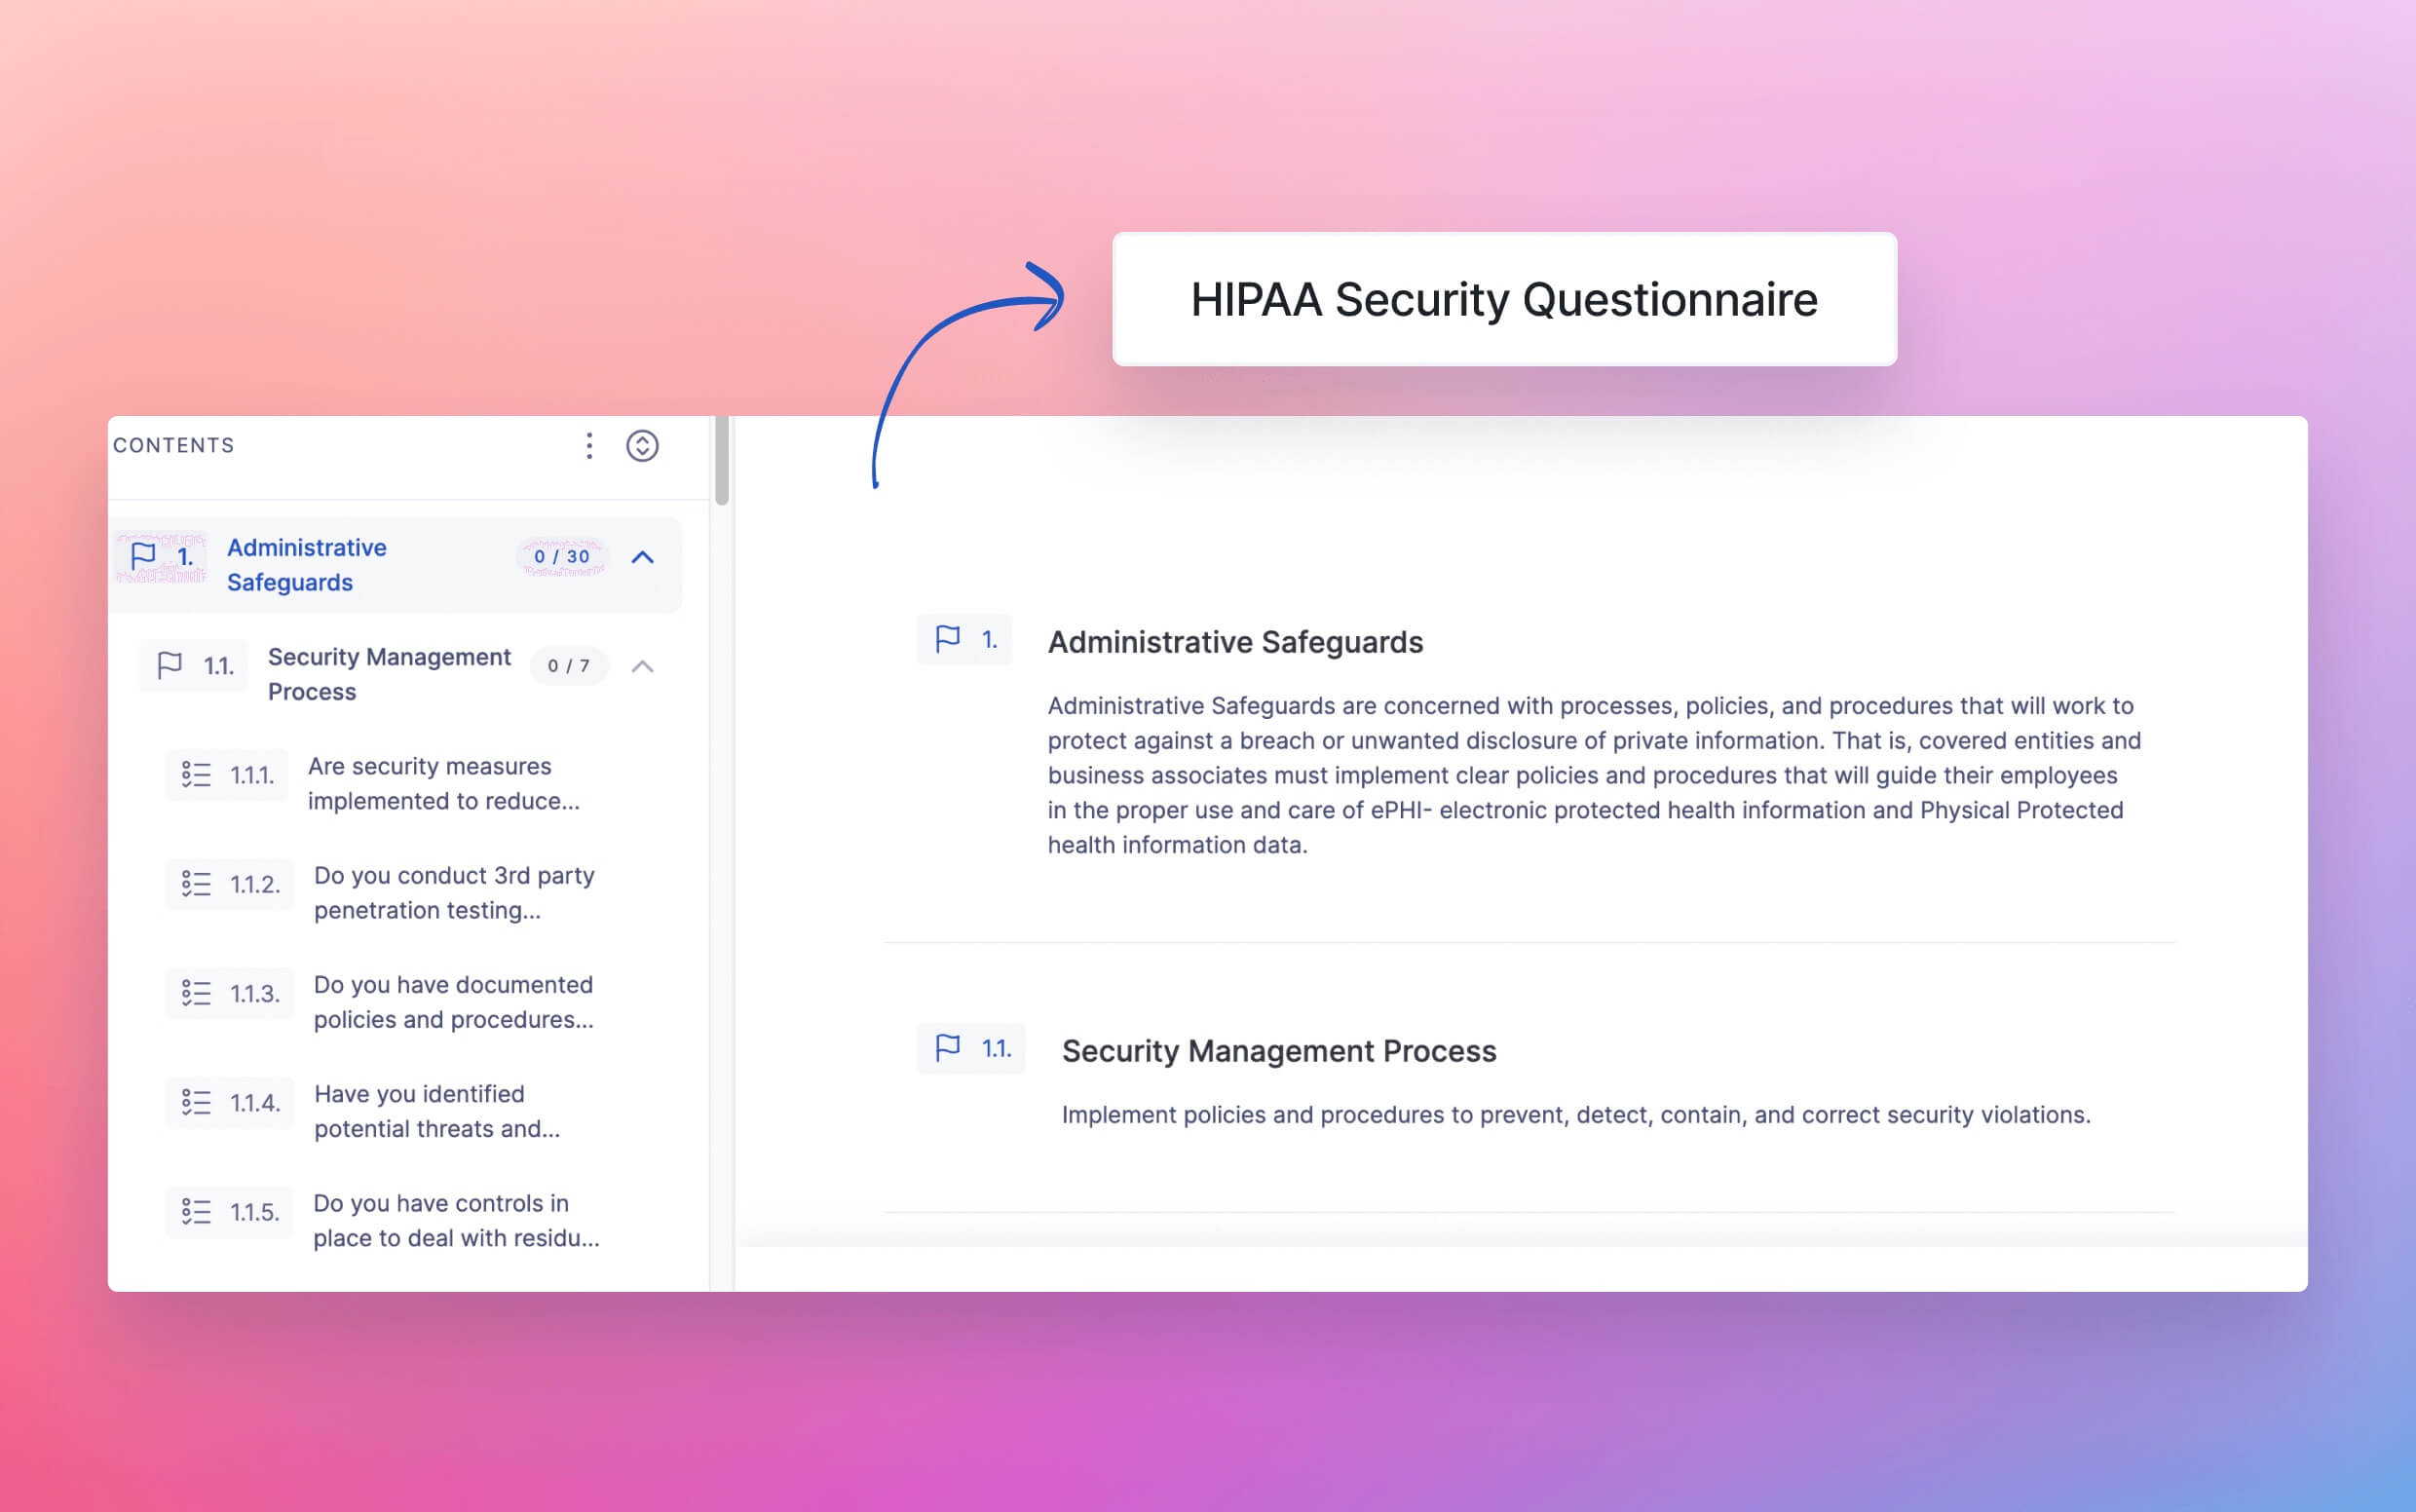 HIPAA Security Questionnaire
CONTENTS
1. Administrative
Safeguards
0 / 30
1.1. Security Management
Process
0 / 7
1.1.1. Are security measures
implemented to reduce...
1.1.2. Do you conduct 3rd party
penetration testing...
1.1.3. Do you have documented
policies and procedures...
1.1.4. Have you identified
potential threats and...
1.1.5. Do you have controls in
place to deal with residu...
1. Administrative Safeguards
Administrative Safeguards are concerned with processes, policies, and procedures that will work to
protect against a breach or unwanted disclosure of private information. That is, covered entities and
business associates must implement clear policies and procedures that will guide their employees
in the proper use and care of ePHI- electronic protected health information and Physical Protected
health information data.
1.1. Security Management Process
Implement policies and procedures to prevent, detect, contain, and correct security violations.